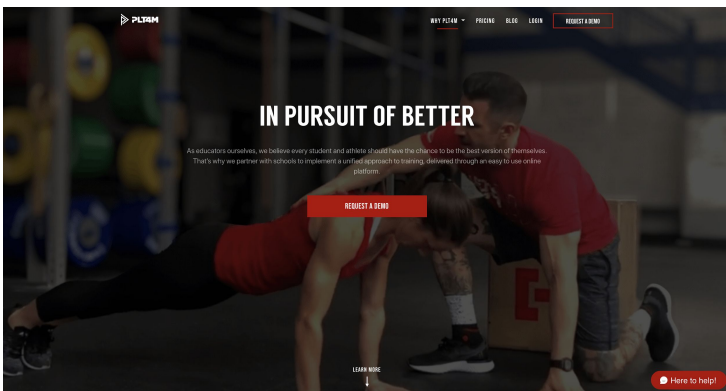 PLT4M
WHY PLT4M
PRICING
BLOG
LOGIN
REQUEST A DEMO
IN PURSUIT OF BETTER
As educators ourselves, we believe every student and athlete should have the chance to be the best version of themselves.
That's why we partner with schools to implement a unified approach to training, delivered through an easy to use online
platform.
REQUEST A DEMO
LEARN MORE
Here to help!